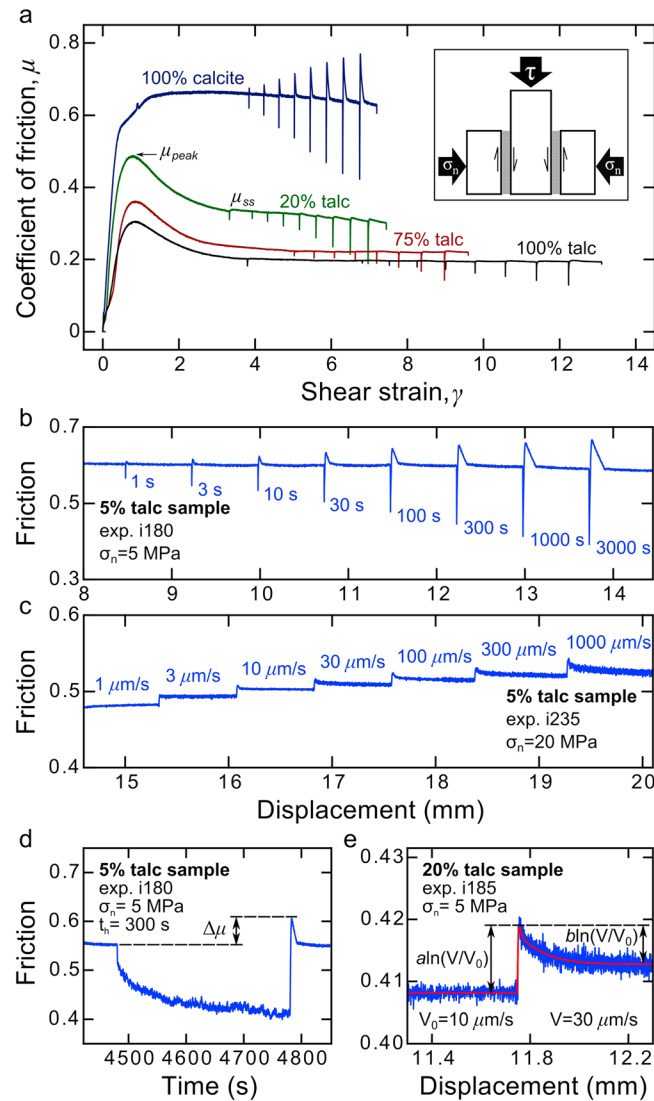 a
0.8
0.6
0.4
0.2
0
Coefficient of friction, μ
100% calcite
μpeak
μss
20% talc
75% talc
100% talc
τ
σn
σn
0 2 4 6 8 10 12 14
Shear strain, γ
b
0.7
0.5
0.3
Friction
1 s
3 s
10 s
30 s
100 s
300 s
1000 s
3000 s
5% talc sample
exp. i180
σn=5 MPa
8 9 10 11 12 13 14
c
0.6
0.5
0.4
Friction
1 μm/s
3 μm/s
10 μm/s
30 μm/s
100 μm/s
300 μm/s
1000 μm/s
5% talc sample
exp. i235
σn=20 MPa
15 16 17 18 19 20
Displacement (mm)
d
0.7
0.6
0.5
0.4
Friction
5% talc sample
exp. i180
σn= 5 MPa
th= 300 s
Δμ
4500 4600 4700 4800
Time (s)
e
0.43
0.42
0.41
0.40
20% talc sample
exp. i185
σn= 5 MPa
aln(V/V0)
bln(V/V0)
V0=10 μm/s
V=30 μm/s
11.4 11.8 12.2
Displacement (mm)